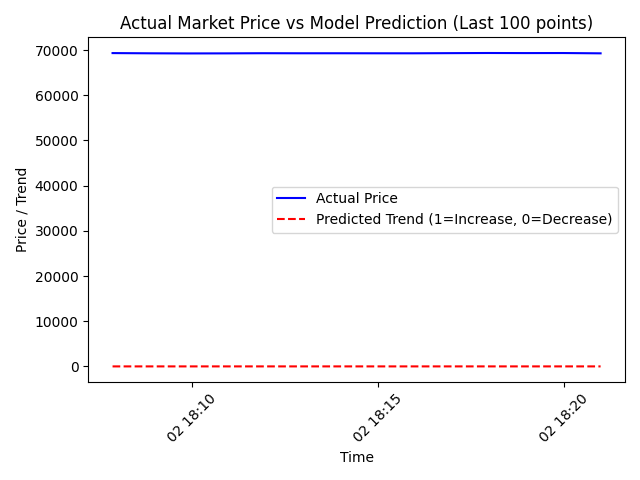 Actual Market Price vs Model Prediction (Last 100 points)
Price / Trend
70000
60000
50000
40000
30000
20000
10000
0
Actual Price
Predicted Trend (1=Increase, 0=Decrease)
02 18:10
02 18:15
02 18:20
Time